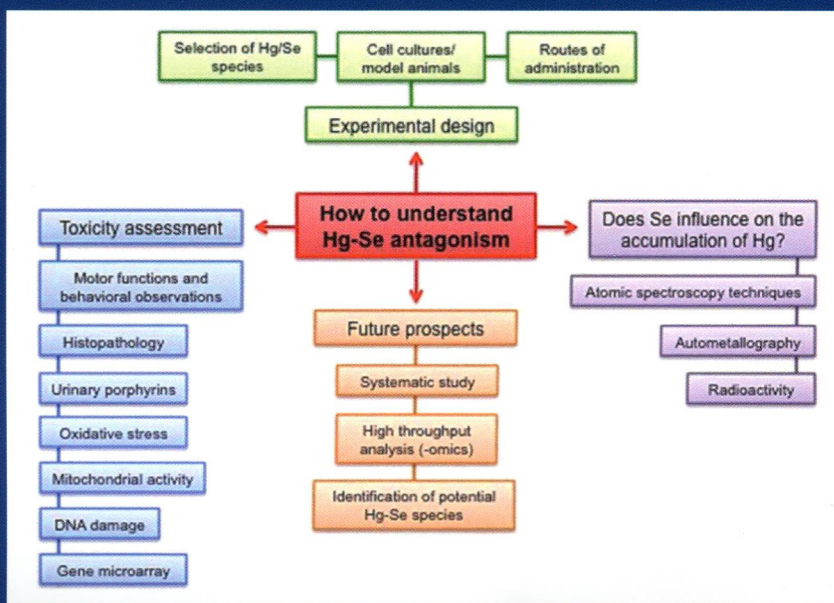 Selection of Hg/Se
species
Cell cultures/
model animals
Routes of
administration
Experimental design
How to understand
Hg-Se antagonism
Toxicity assessment
Motor functions and
behavioral observations
Histopathology
Urinary porphyrins
Oxidative stress
Mitochondrial activity
DNA damage
Gene microarray
Future prospects
Systematic study
High throughput
analysis (-omics)
Identification of potential
Hg-Se species
Does Se influence on the
accumulation of Hg?
Atomic spectroscopy techniques
Autometallography
Radioactivity